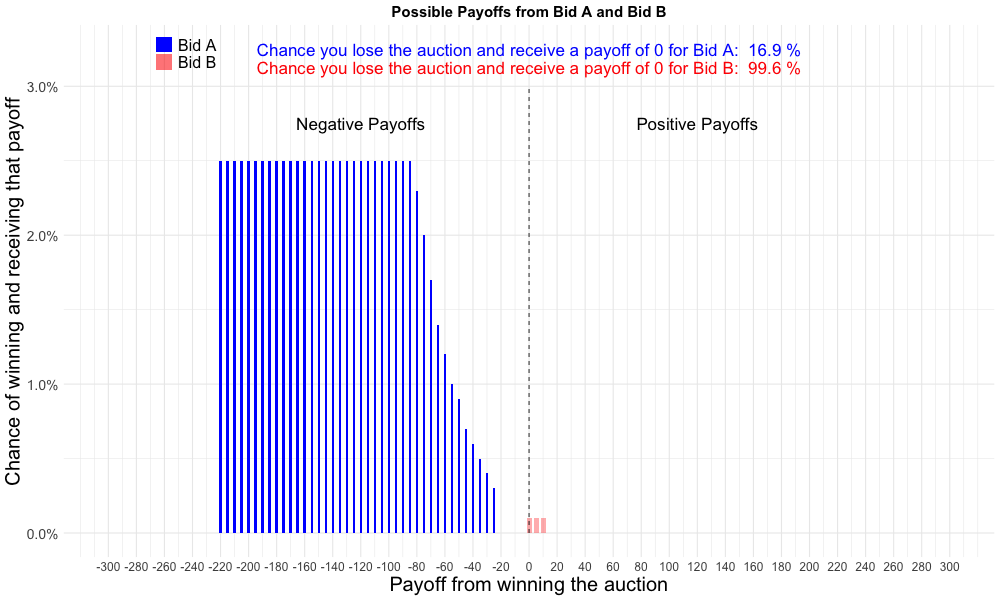 Possible Payoffs from Bid A and Bid B
Bid A
Bid B
Chance you lose the auction and receive a payoff of 0 for Bid A:  16.9 %
Chance you lose the auction and receive a payoff of 0 for Bid B:  99.6 %
Negative Payoffs
Positive Payoffs
Chance of winning and receiving that payoff
3.0%
2.0%
1.0%
0.0%
-300 -280 -260 -240 -220 -200 -180 -160 -140 -120 -100 -80 -60 -40 -20 0 20 40 60 80 100 120 140 160 180 200 220 240 260 280 300
Payoff from winning the auction